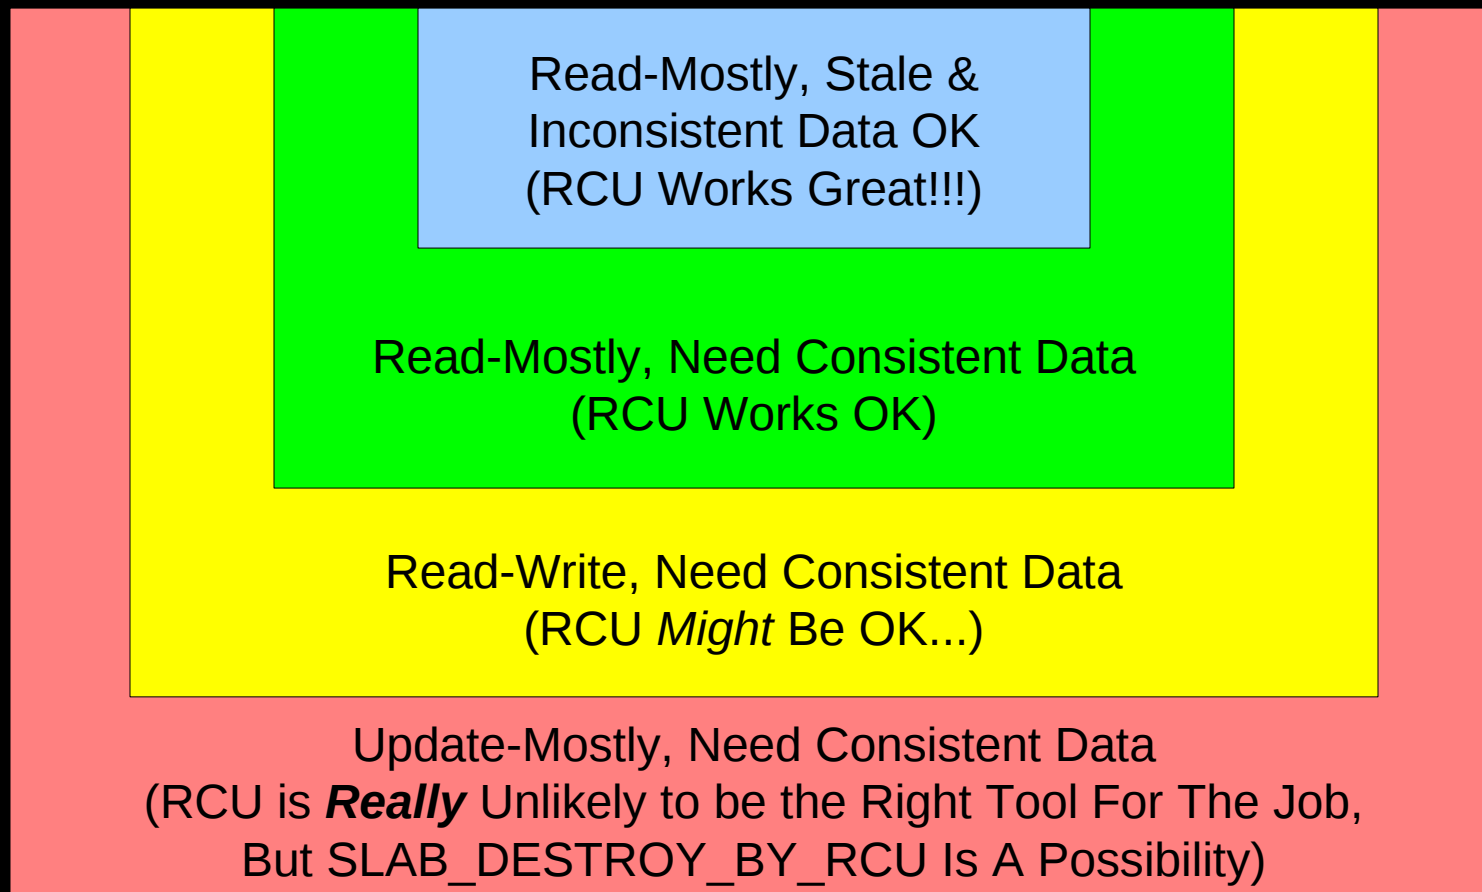 Read-Mostly, Stale &
Inconsistent Data OK
(RCU Works Great!!!)
Read-Mostly, Need Consistent Data
(RCU Works OK)
Read-Write, Need Consistent Data
(RCU Might Be OK...)
Update-Mostly, Need Consistent Data
(RCU is Really Unlikely to be the Right Tool For The Job,
But SLAB_DESTROY_BY_RCU Is A Possibility)